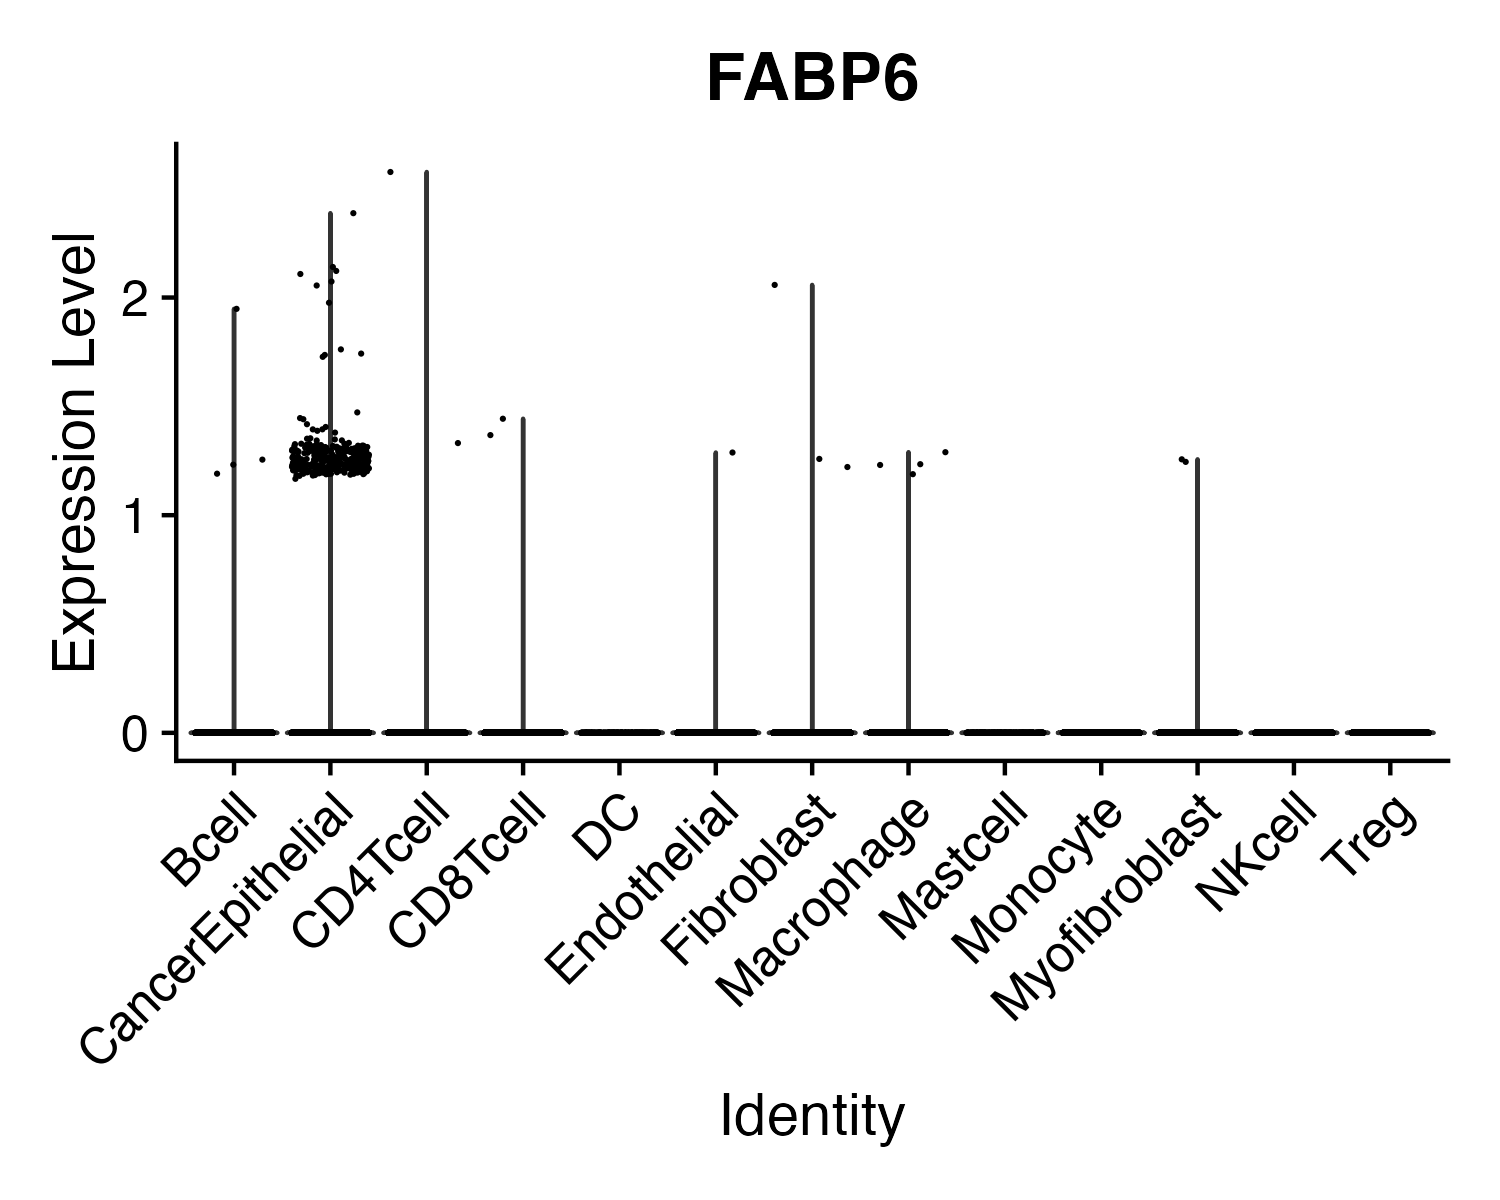 FABP6
Expression Level
2
1
0
Bcell
CancerEpithelial
CD4Tcell
CD8Tcell
DC
Endothelial
Fibroblast
Macrophage
Mastcell
Monocyte
Myofibroblast
NKcell
Treg
Identity